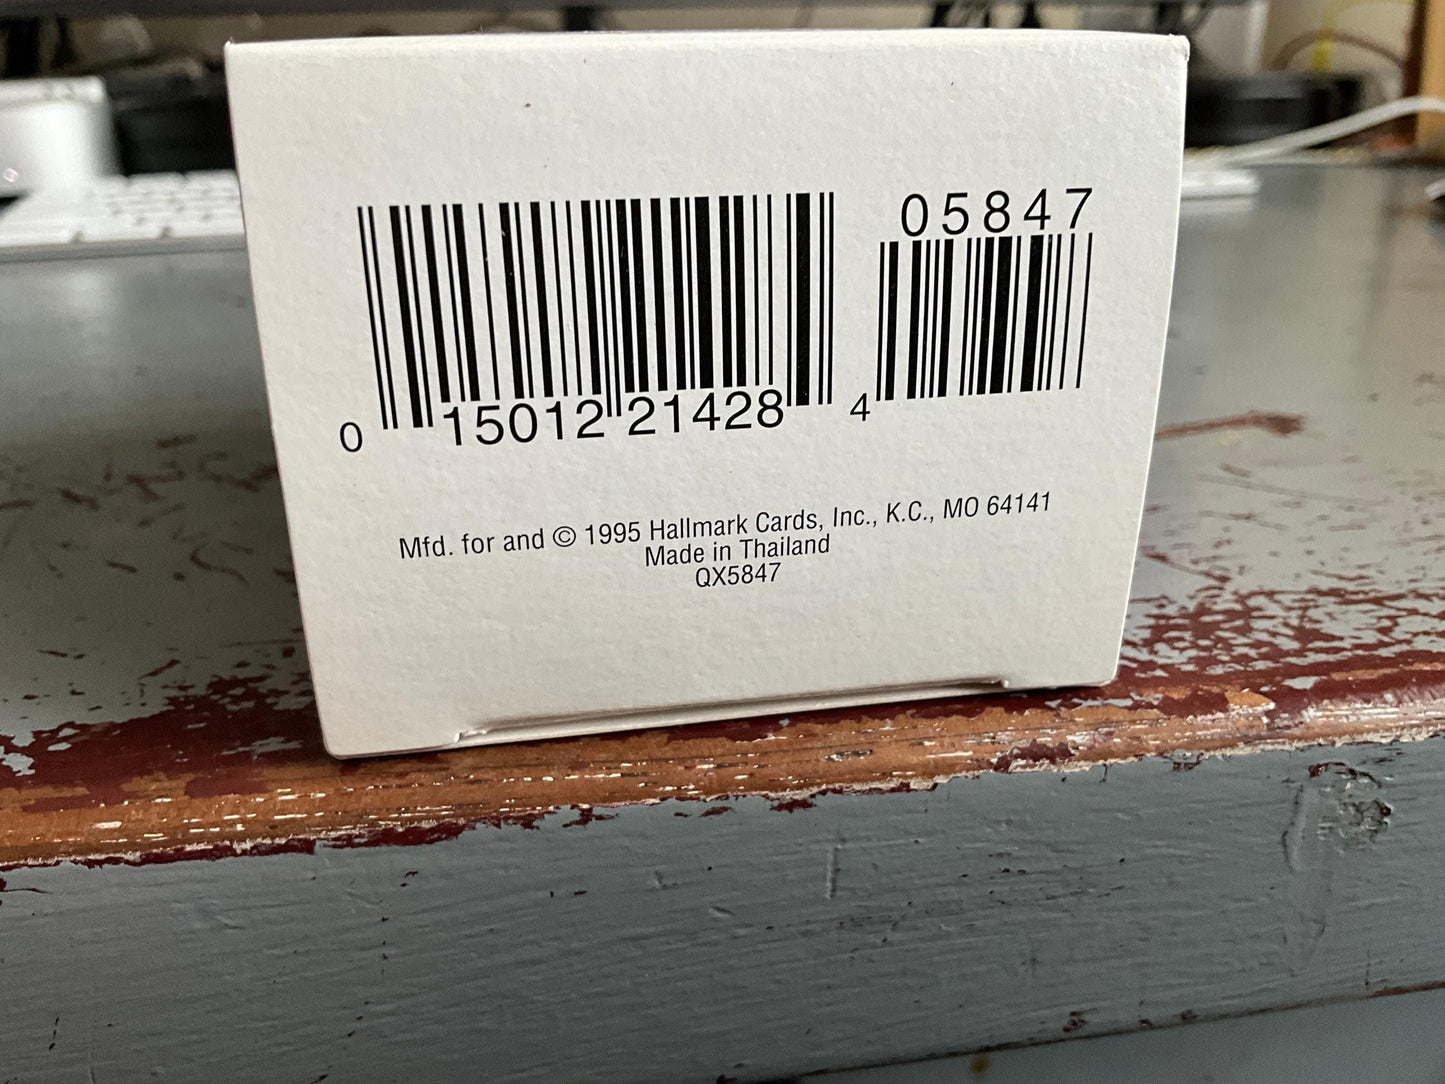 05847
0 15012 21428 4
Mfd. for and © 1995 Hallmark Cards, Inc., K.C., MO 64141
Made in Thailand
QX5847